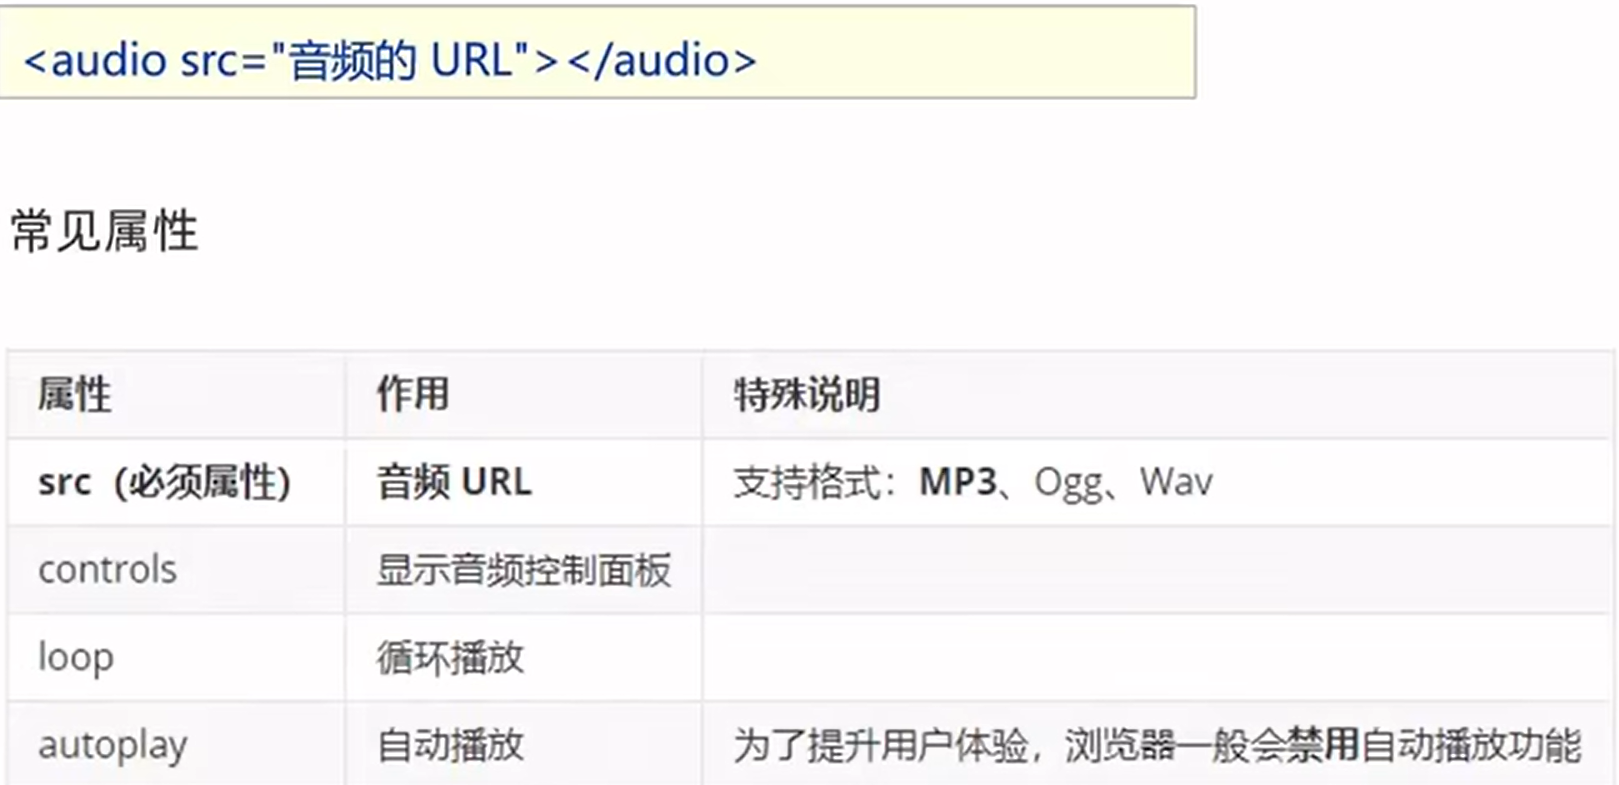 <audio src="音频的 URL"></audio>
常见属性
属性 作用 特殊说明
src（必须属性） 音频 URL 支持格式：MP3、Ogg、Wav
controls 显示音频控制面板
loop 循环播放
autoplay 自动播放 为了提升用户体验，浏览器一般会禁用自动播放功能